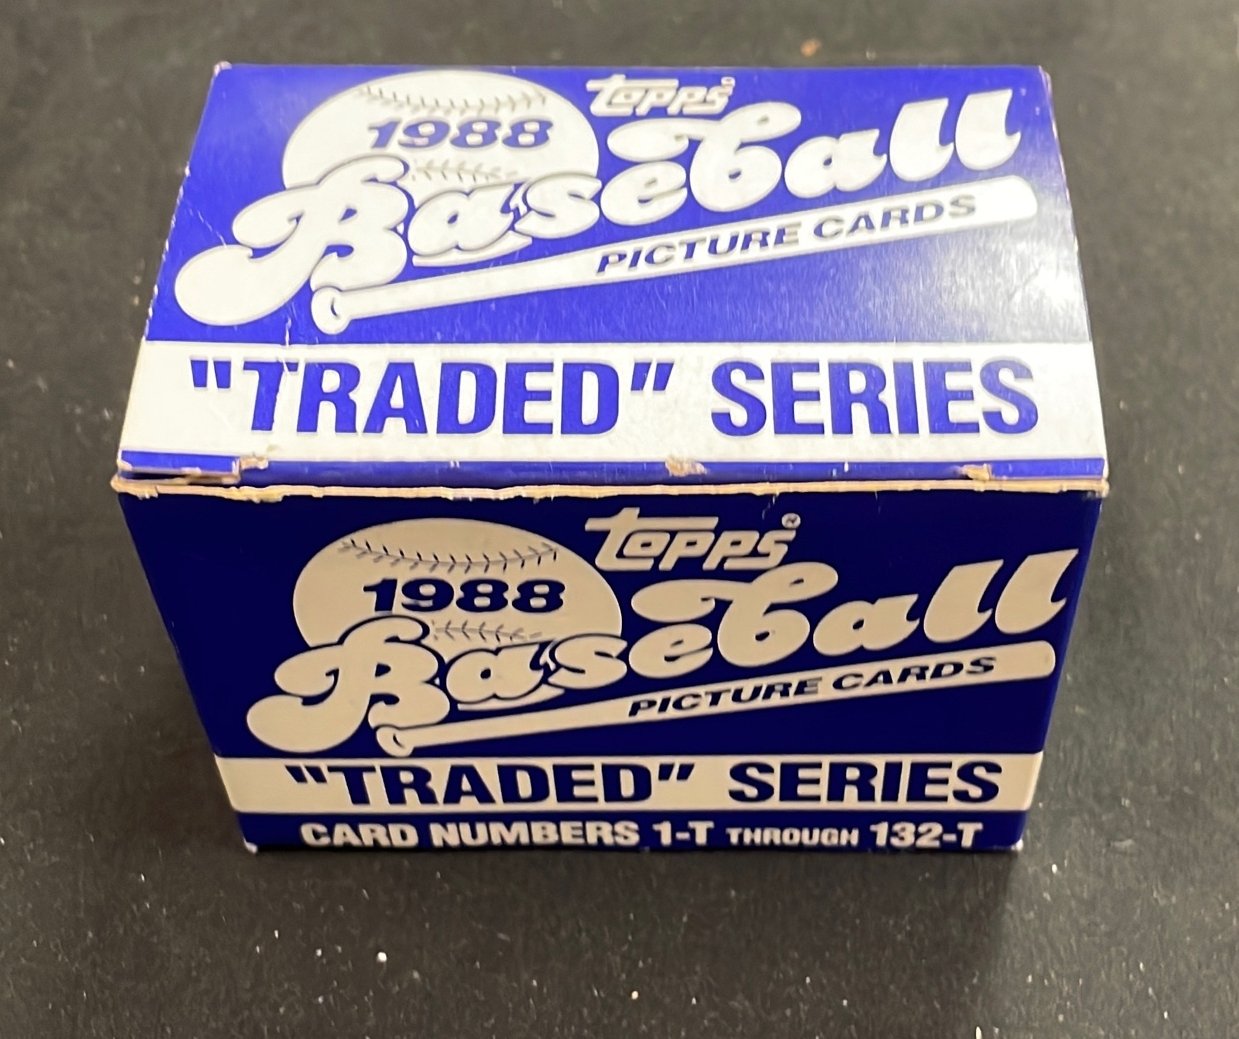 topps®
1988
Baseball
PICTURE CARDS
"TRADED" SERIES
topps®
1988
Baseball
PICTURE CARDS
"TRADED" SERIES
CARD NUMBERS 1-T THROUGH 132-T